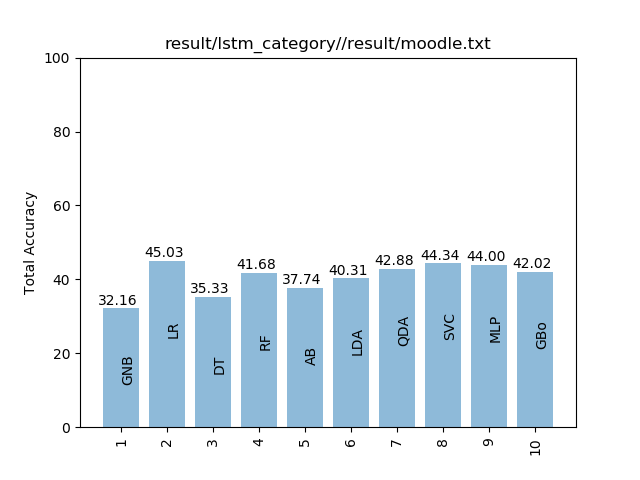 result/lstm_category//result/moodle.txt
Total Accuracy
100
80
60
40
20
0
32.16
45.03
35.33
41.68
37.74
40.31
42.88
44.34
44.00
42.02
GNB
LR
DT
RF
AB
LDA
QDA
SVC
MLP
GBo
1
2
3
4
5
6
7
8
9
10